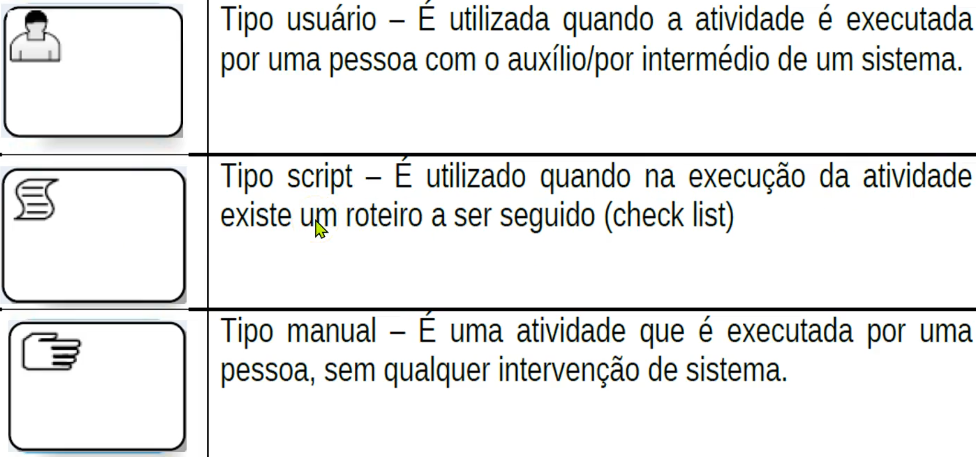 Tipo usuário – É utilizada quando a atividade é executada
por uma pessoa com o auxílio/por intermédio de um sistema.
Tipo script – É utilizado quando na execução da atividade
existe um roteiro a ser seguido (check list)
Tipo manual – É uma atividade que é executada por uma
pessoa, sem qualquer intervenção de sistema.